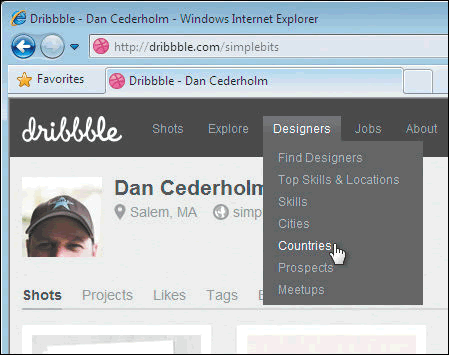 Dribbble - Dan Cederholm - Windows Internet Explorer
http://dribbble.com/simplebits
Favorites Dribbble - Dan Cederholm
dribbble Shots Explore Designers Jobs About
Find Designers
Top Skills & Locations
Skills
Cities
Countries
Prospects
Meetups
Dan Cederholm
Salem, MA
Shots Projects Likes Tags